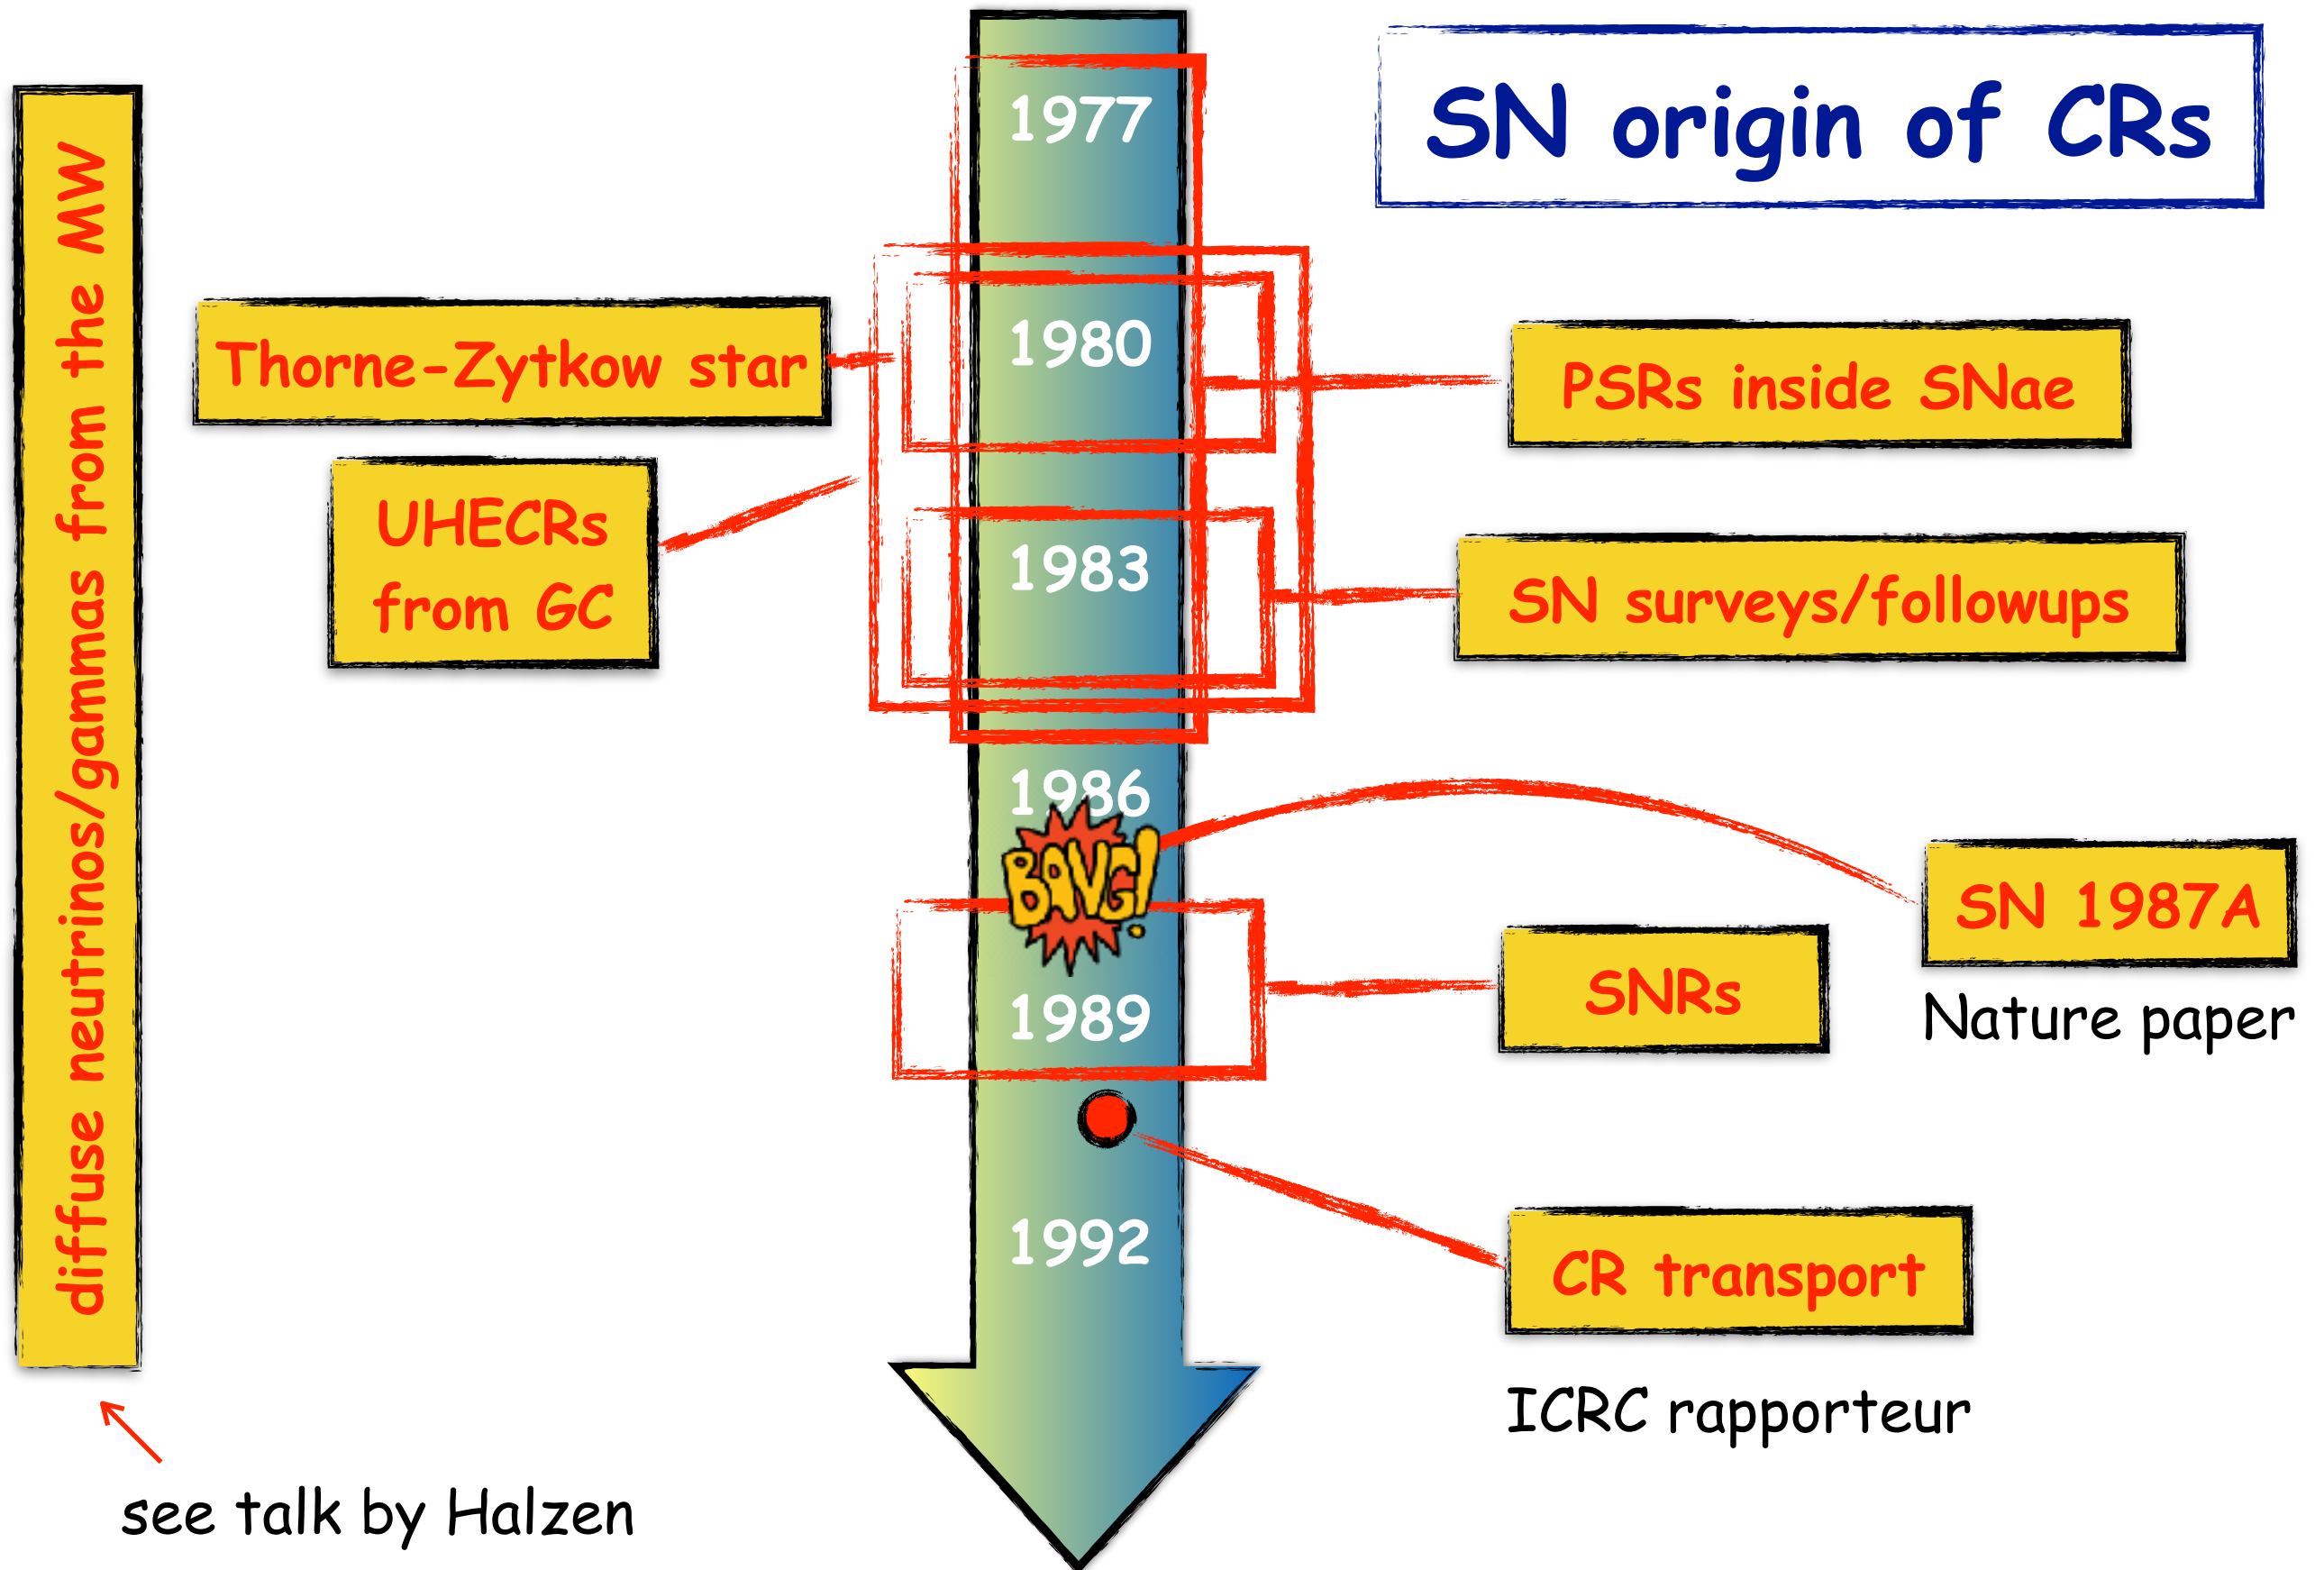 SN origin of CRs
diffuse neutrinos/gammas from the MW
1977
1980
Thorne-Zytkow star
PSRs inside SNae
UHECRs
from GC
1983
SN surveys/followups
1986
BANG!
SN 1987A
Nature paper
SNRs
1989
1992
CR transport
ICRC rapporteur
see talk by Halzen